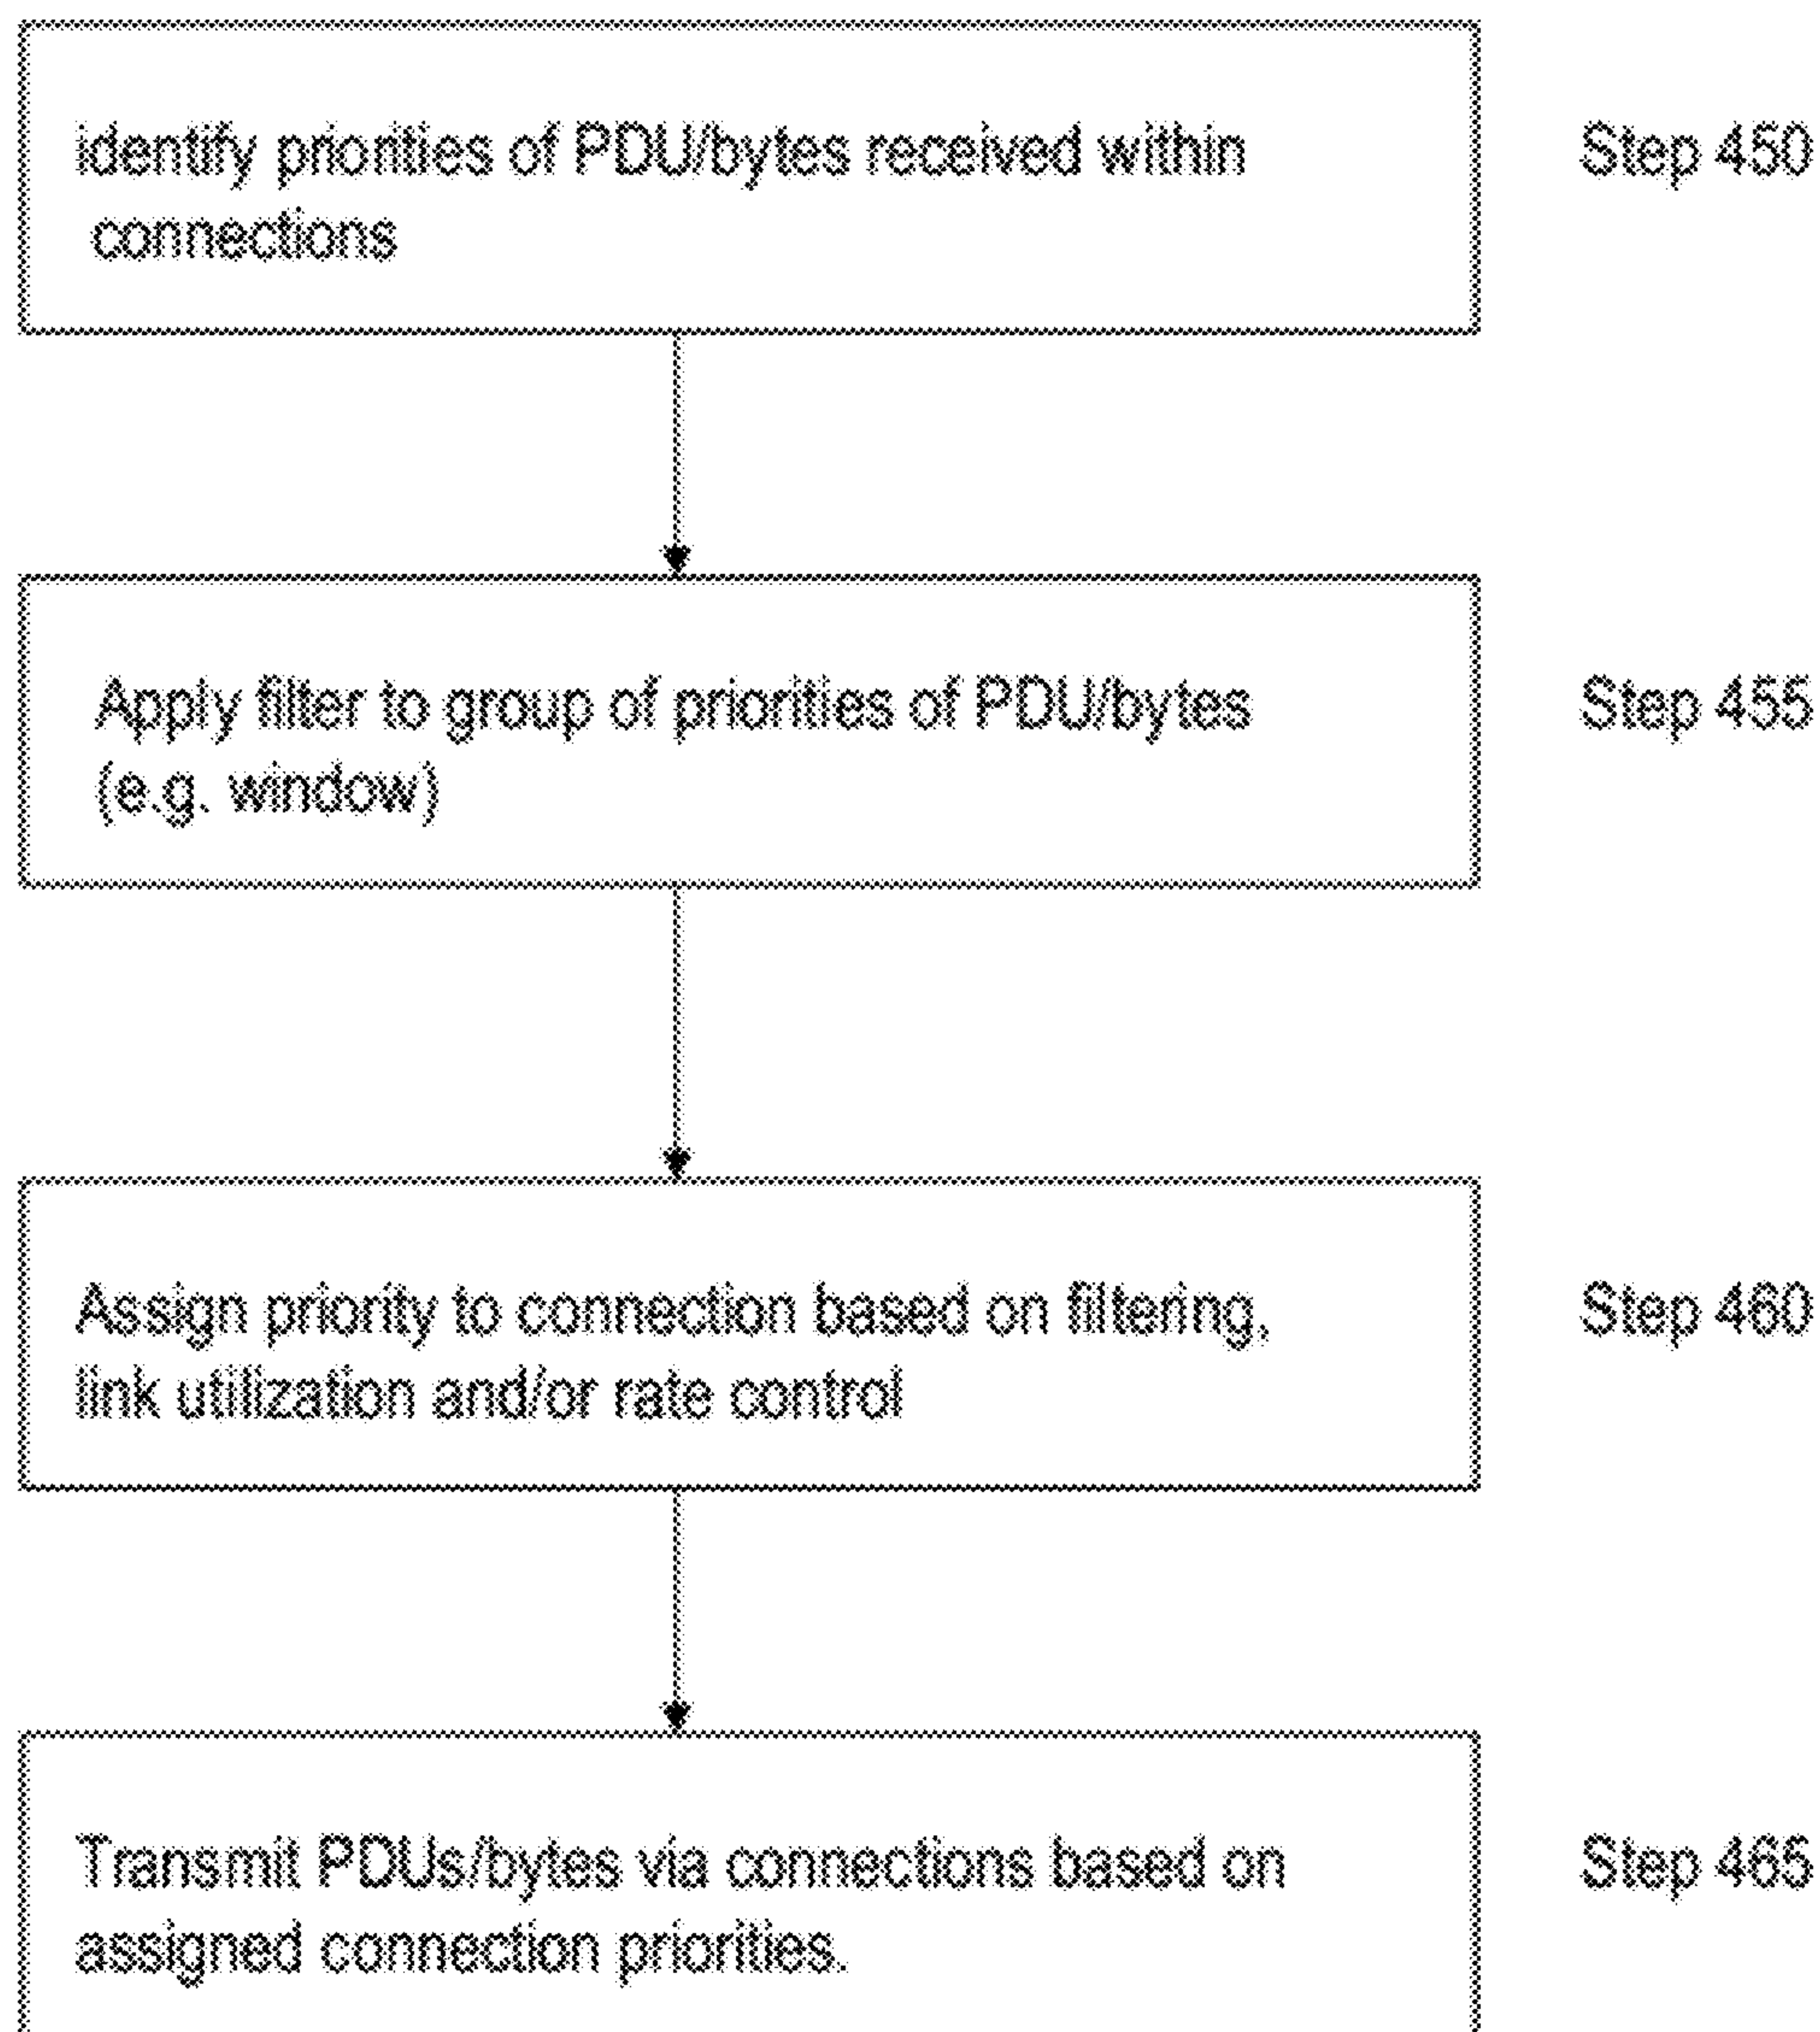 identify priorities of PDU/bytes received within
connections
Step 450
Apply filter to group of priorities of PDU/bytes
(e.g. window)
Step 455
Assign priority to connection based on filtering,
link utilization and/or rate control
Step 460
Transmit PDUs/bytes via connections based on
assigned connection priorities.
Step 465